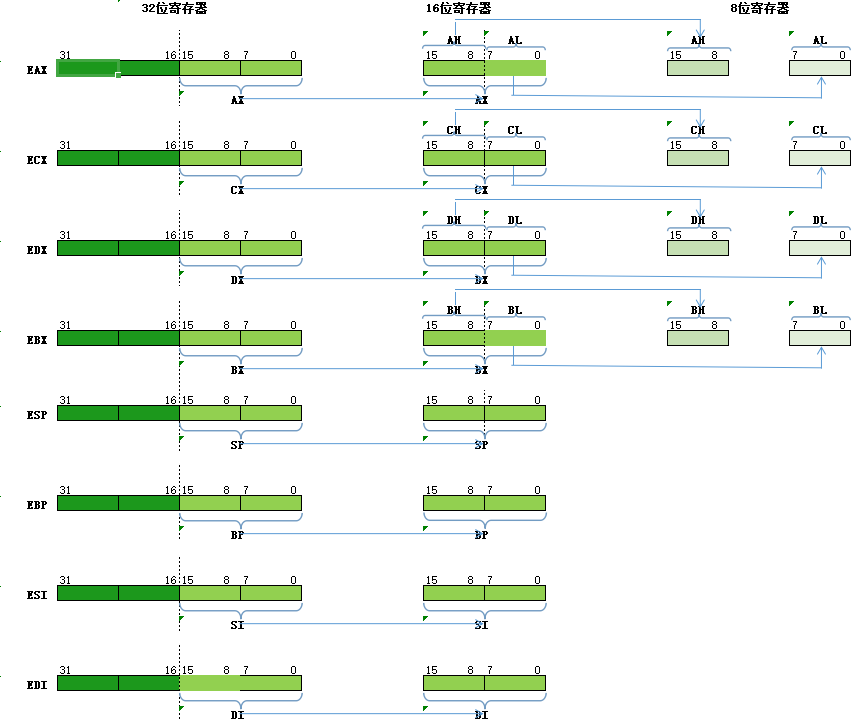 32位寄存器 16位寄存器 8位寄存器
AH AL AH AL
31 16 15 8 7 0 15 8 7 0 15 8 7 0
EAX
AX AX
CH CL CH CL
31 16 15 8 7 0 15 8 7 0 15 8 7 0
ECX
CX CX
DH DL DH DL
31 16 15 8 7 0 15 8 7 0 15 8 7 0
EDX
DX DX
BH BL BH BL
31 16 15 8 7 0 15 8 7 0 15 8 7 0
EBX
BX BX
31 16 15 8 7 0 15 8 7 0
ESP
SP SP
31 16 15 8 7 0 15 8 7 0
EBP
BP BP
31 16 15 8 7 0 15 8 7 0
ESI
SI SI
31 16 15 8 7 0 15 8 7 0
EDI
DI DI